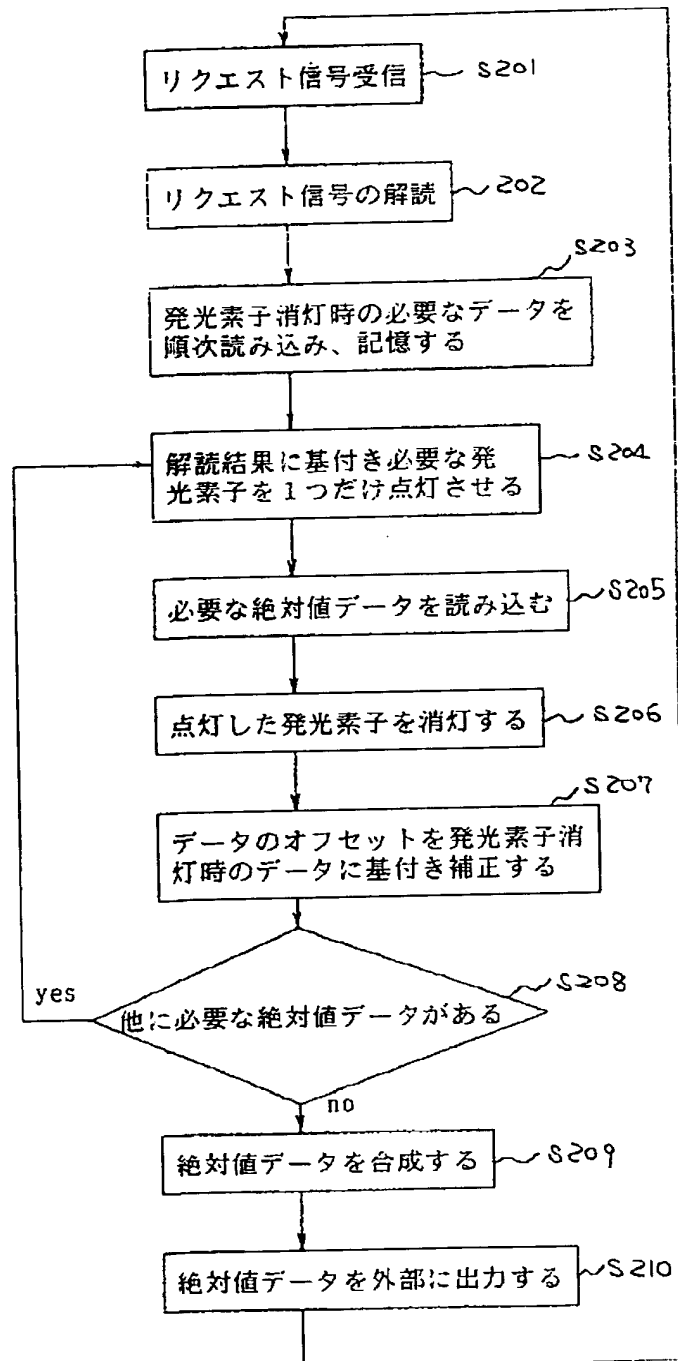 リクエスト信号受信
S201
リクエスト信号の解読
202
S203
発光素子消灯時の必要なデータを
順次読み込み、記憶する
解読結果に基付き必要な発
光素子を1つだけ点灯させる
S204
必要な絶対値データを読み込む
S205
点灯した発光素子を消灯する
S206
S207
データのオフセットを発光素子消
灯時のデータに基付き補正する
yes
他に必要な絶対値データがある
S208
no
絶対値データを合成する
S209
絶対値データを外部に出力する
S210